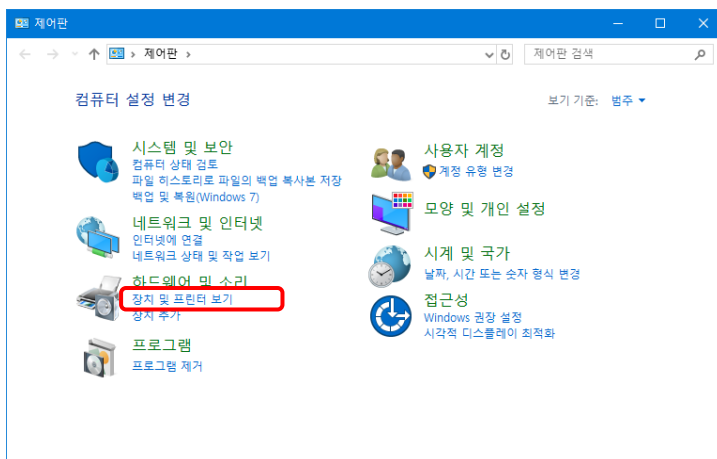 제어판
제어판
제어판 검색
컴퓨터 설정 변경
보기 기준: 범주
시스템 및 보안
컴퓨터 상태 검토
파일 히스토리로 파일의 백업 복사본 저장
백업 및 복원(Windows 7)
네트워크 및 인터넷
인터넷에 연결
네트워크 상태 및 작업 보기
하드웨어 및 소리
장치 및 프린터 보기
장치 추가
프로그램
프로그램 제거
사용자 계정
계정 유형 변경
모양 및 개인 설정
시계 및 국가
날짜, 시간 또는 숫자 형식 변경
접근성
Windows 권장 설정
시각적 디스플레이 최적화